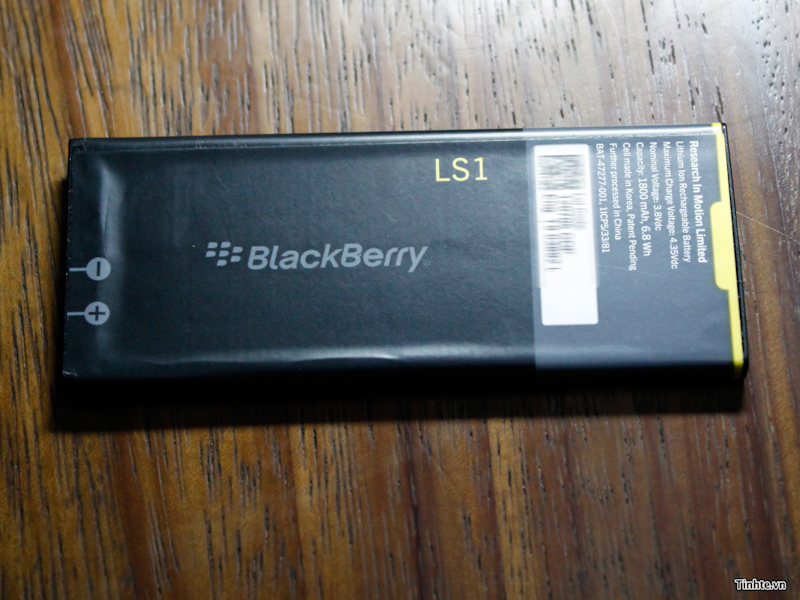 LS1
BlackBerry
−
+
Research In Motion Limited
Lithium Ion Rechargeable Battery
Maximum Charge Voltage: 4.35Vdc
Nominal Voltage: 3.8Vdc
Capacity: 1800 mAh, 6.8 Wh
Cell made in Korea, Patent Pending
Further processed in China
BAT-47277-001, 1ICP5/33/81
Tinhte.vn